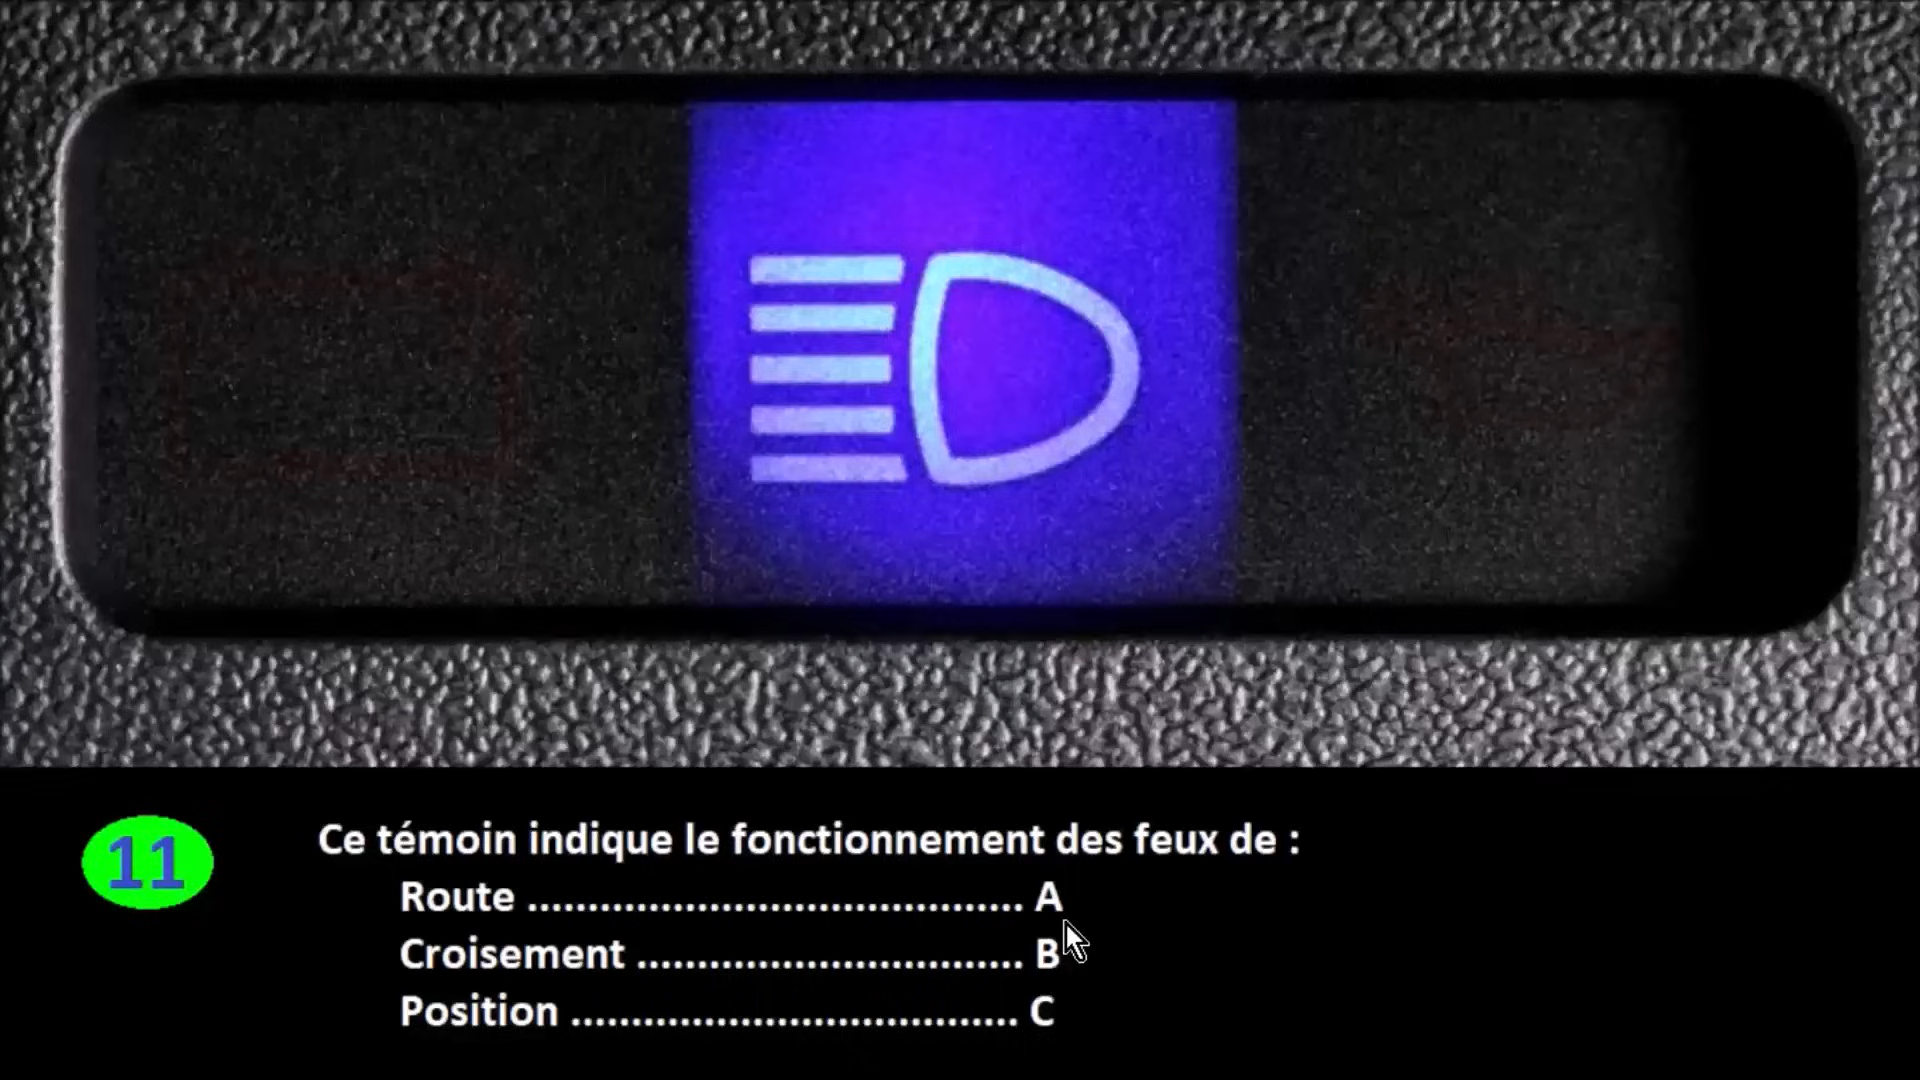 11
Ce témoin indique le fonctionnement des feux de :
Route ......................................... A
Croisement ................................ B
Position ..................................... C